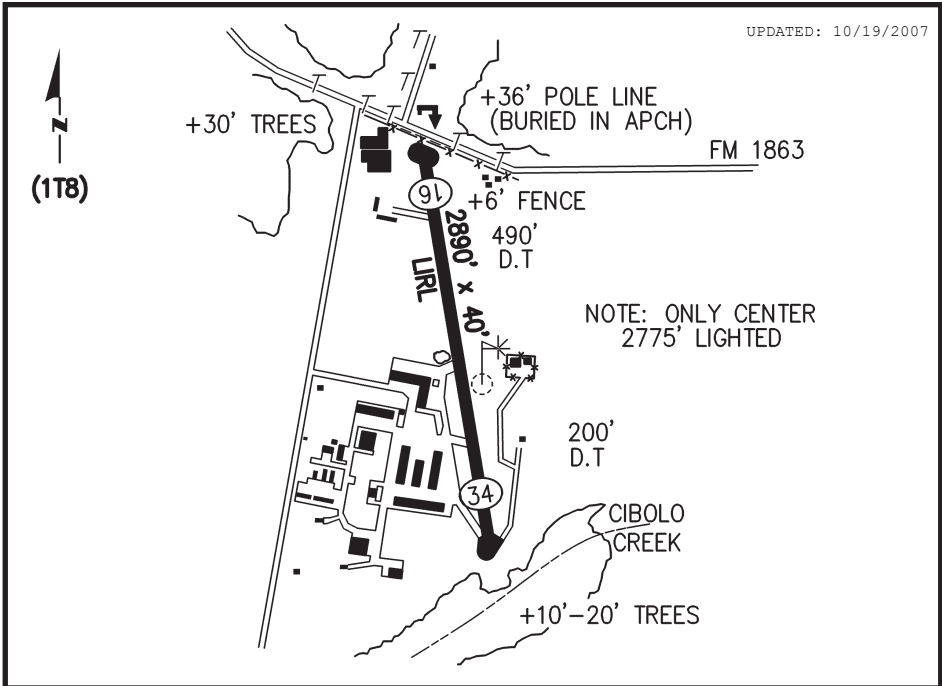 UPDATED: 10/19/2007
+36' POLE LINE
(BURIED IN APCH)
+30' TREES
N
(1T8)
FM 1863
16
+6' FENCE
490'
D.T
2890' x 40'
LIRL
NOTE: ONLY CENTER
2775' LIGHTED
200'
D.T
34
CIBOLO
CREEK
+10'-20' TREES